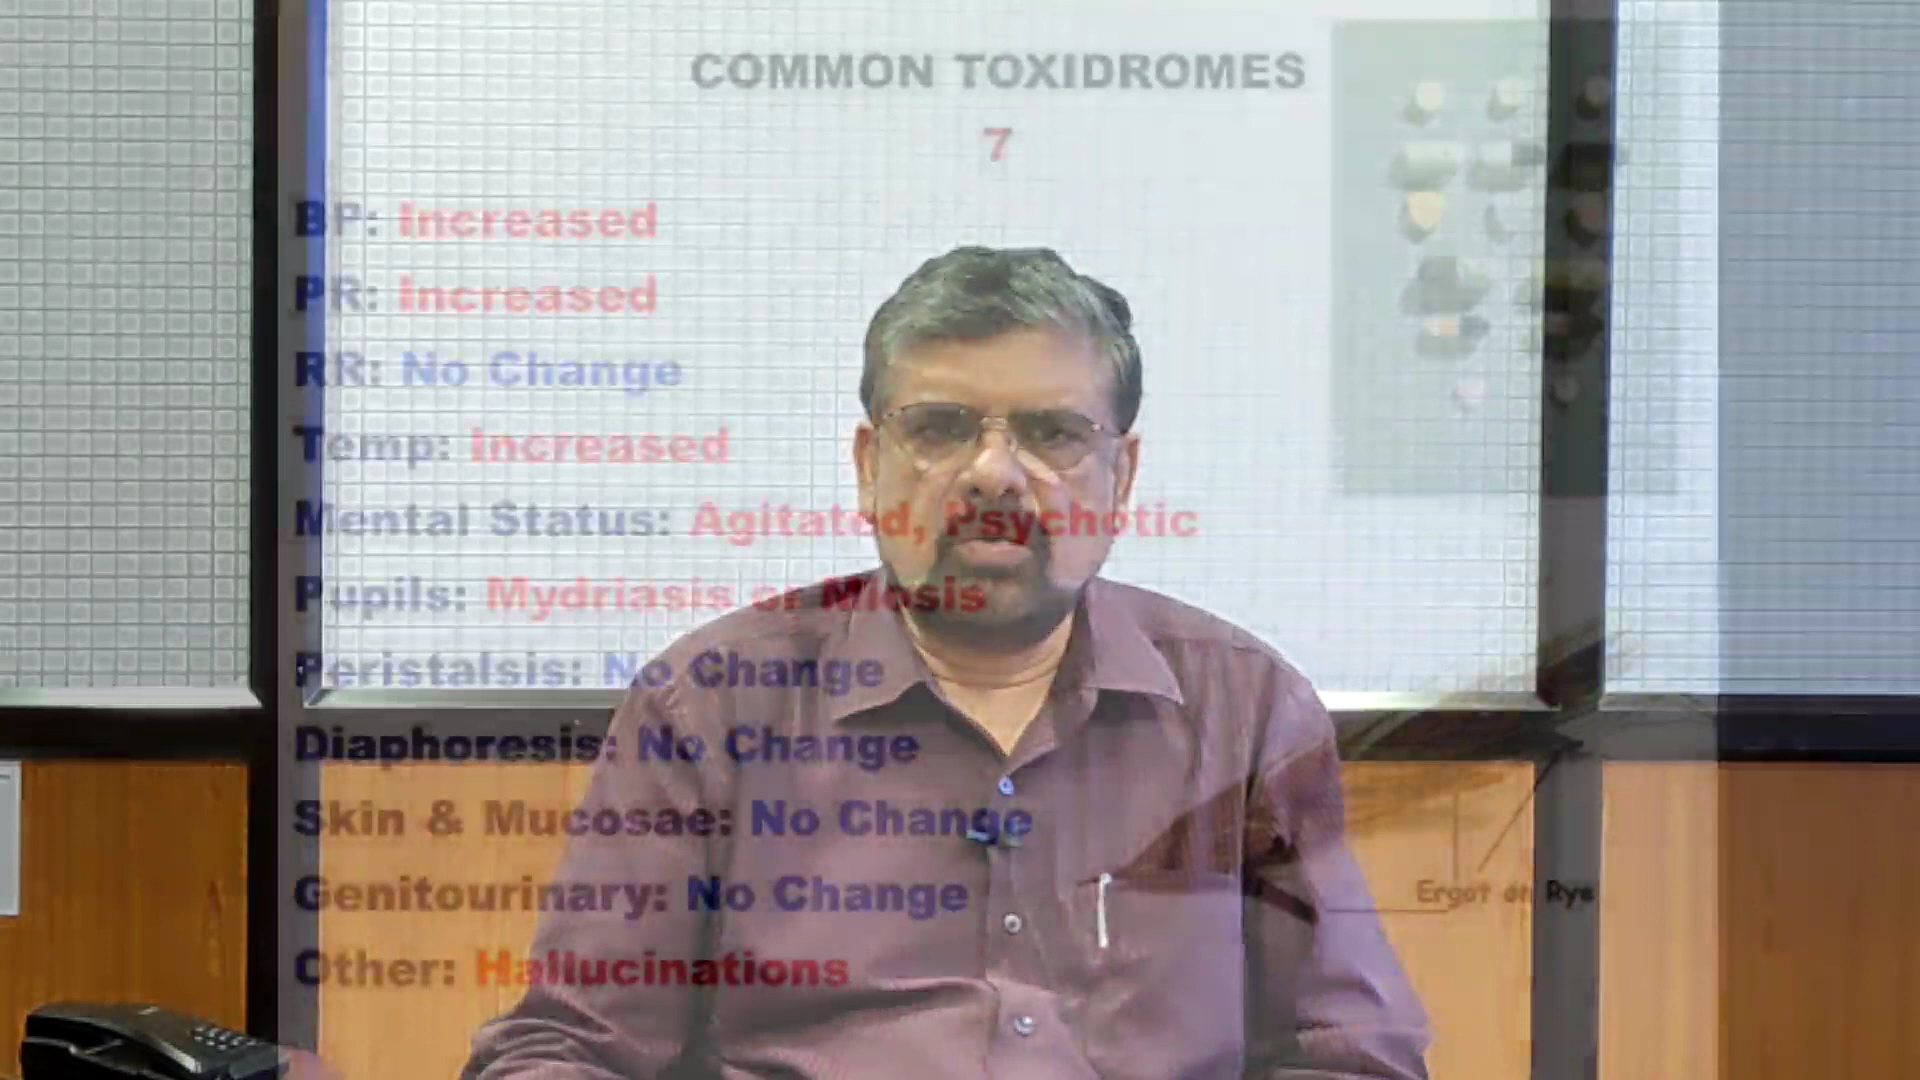 COMMON TOXIDROMES
7
BP: Increased
PR: Increased
RR: No Change
Temp: Increased
Mental Status: Agitated, Psychotic
Pupils: Mydriasis or Miosis
Peristalsis: No Change
Diaphoresis: No Change
Skin & Mucosae: No Change
Genitourinary: No Change
Ergot on Rye
Other: Hallucinations